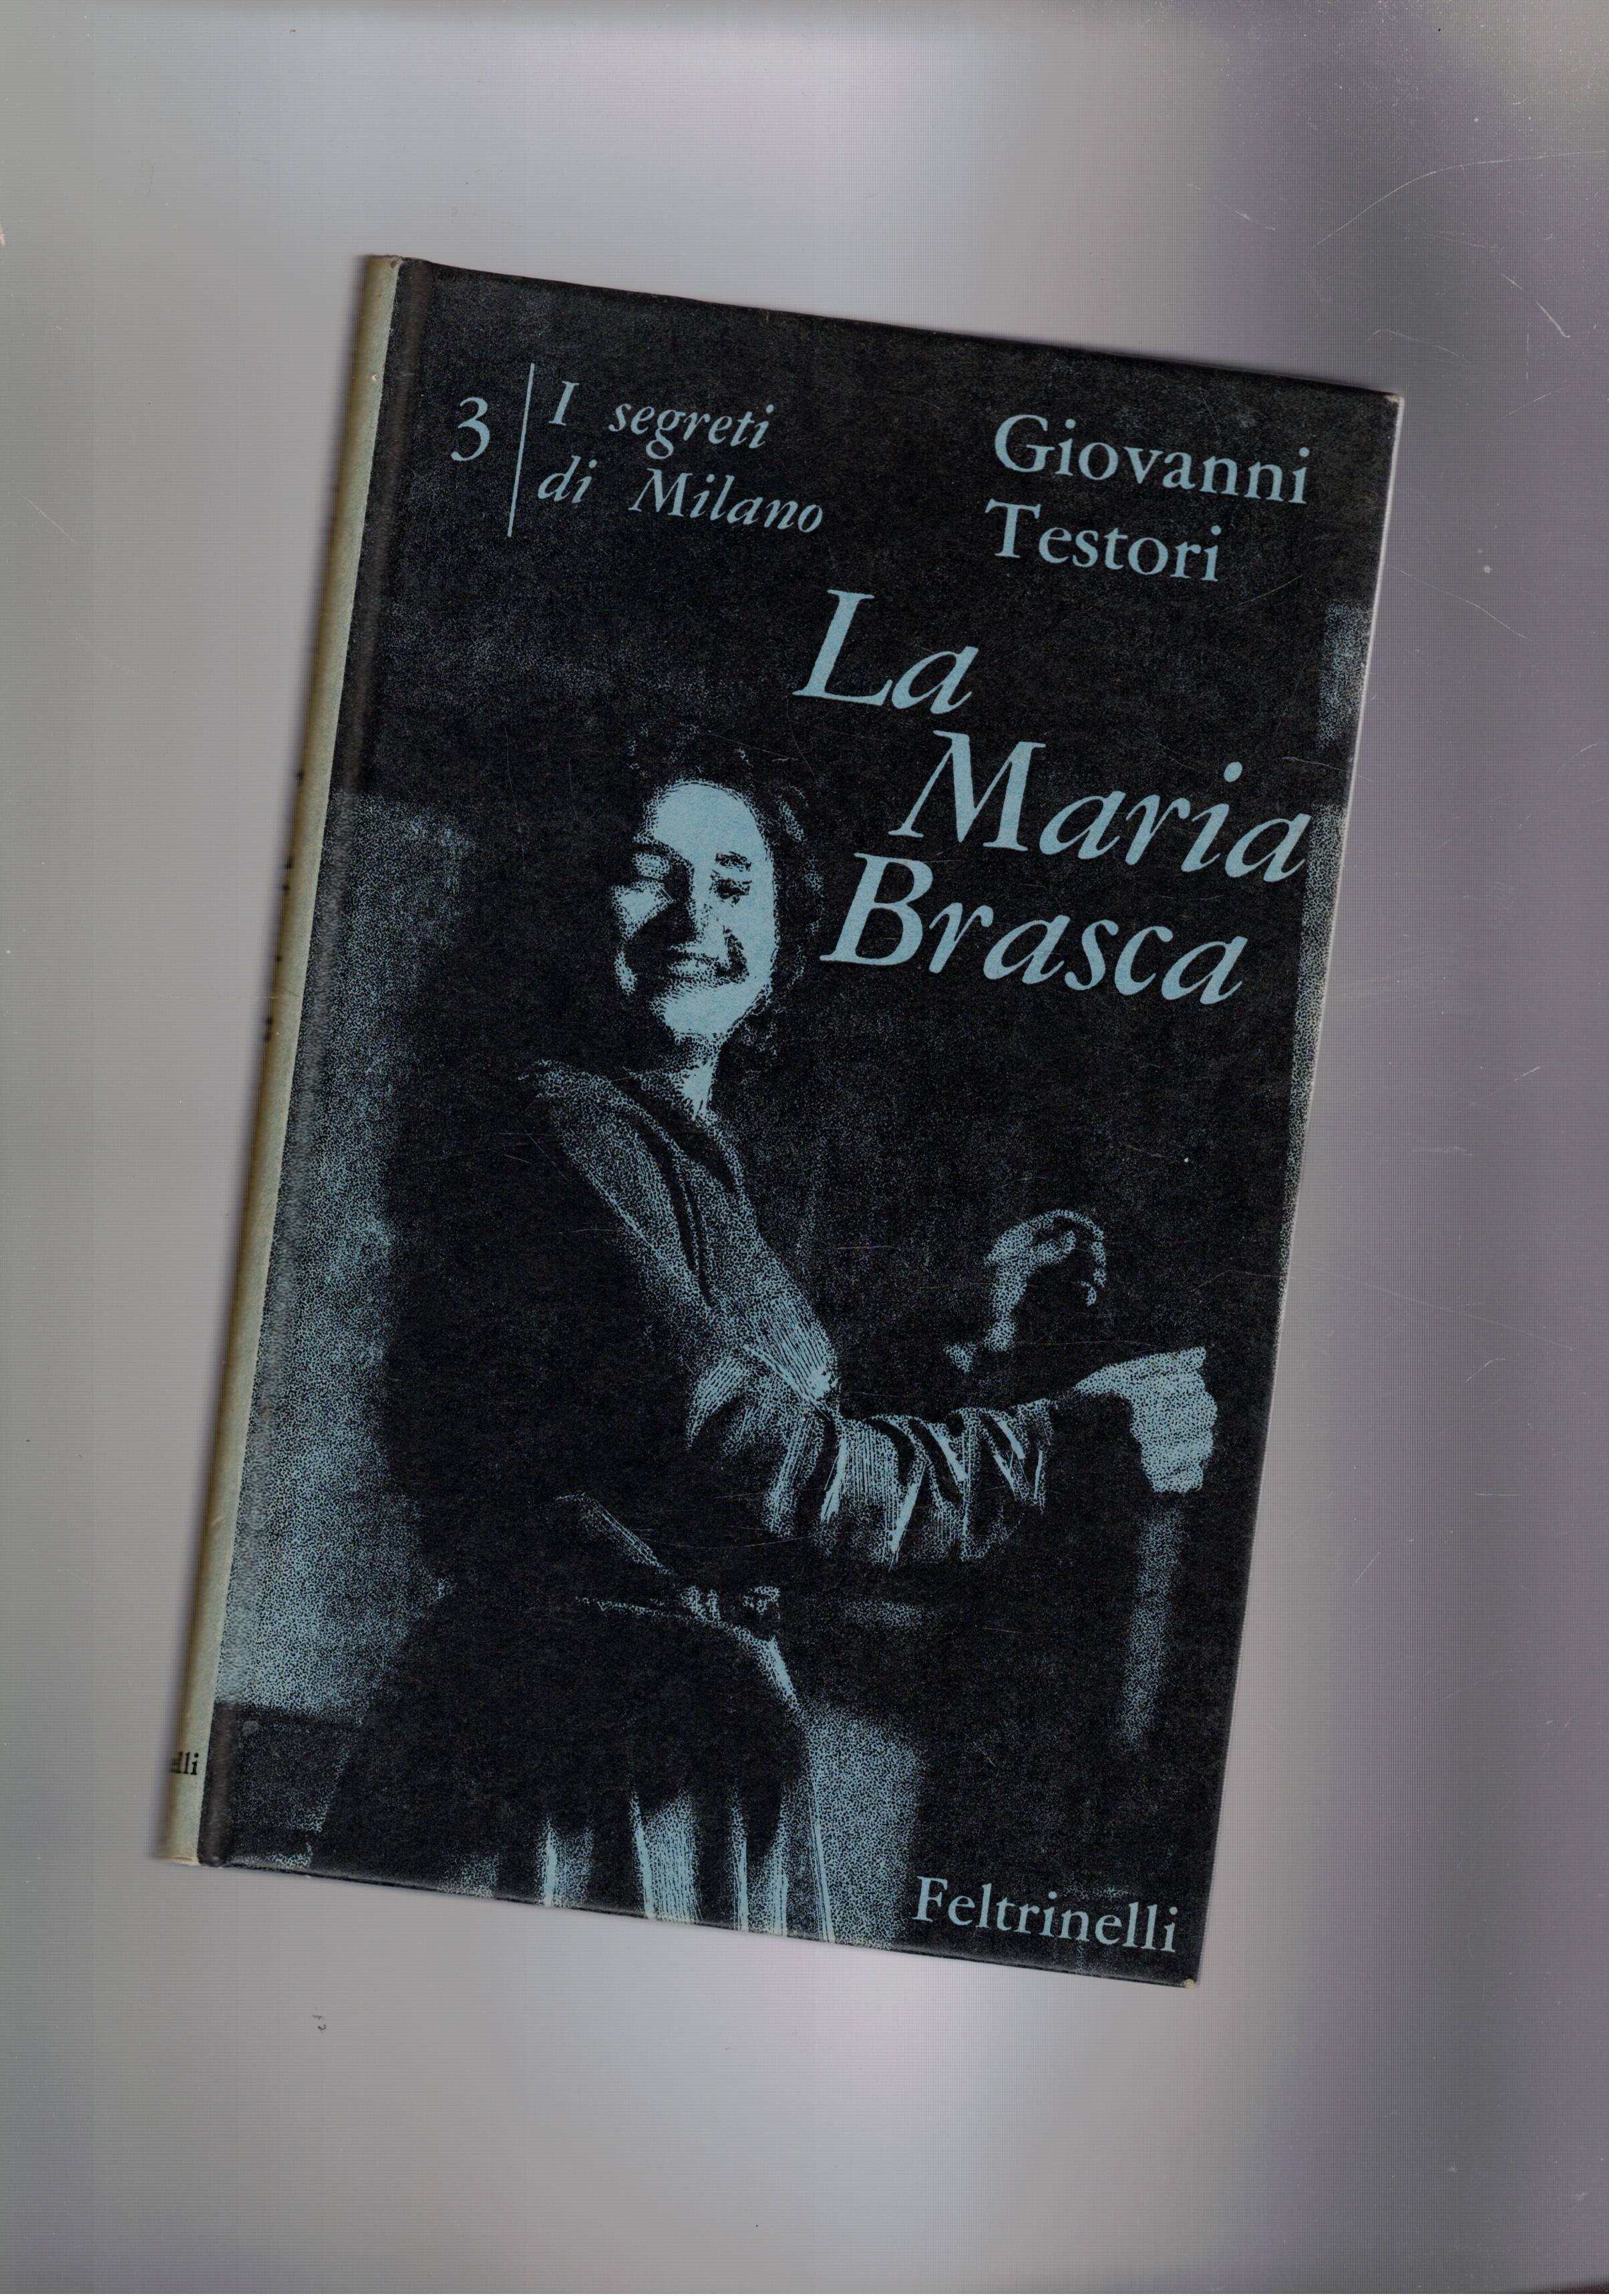 3
I segreti
di Milano
Giovanni
Testori
La
Maria
Brasca
Feltrinelli